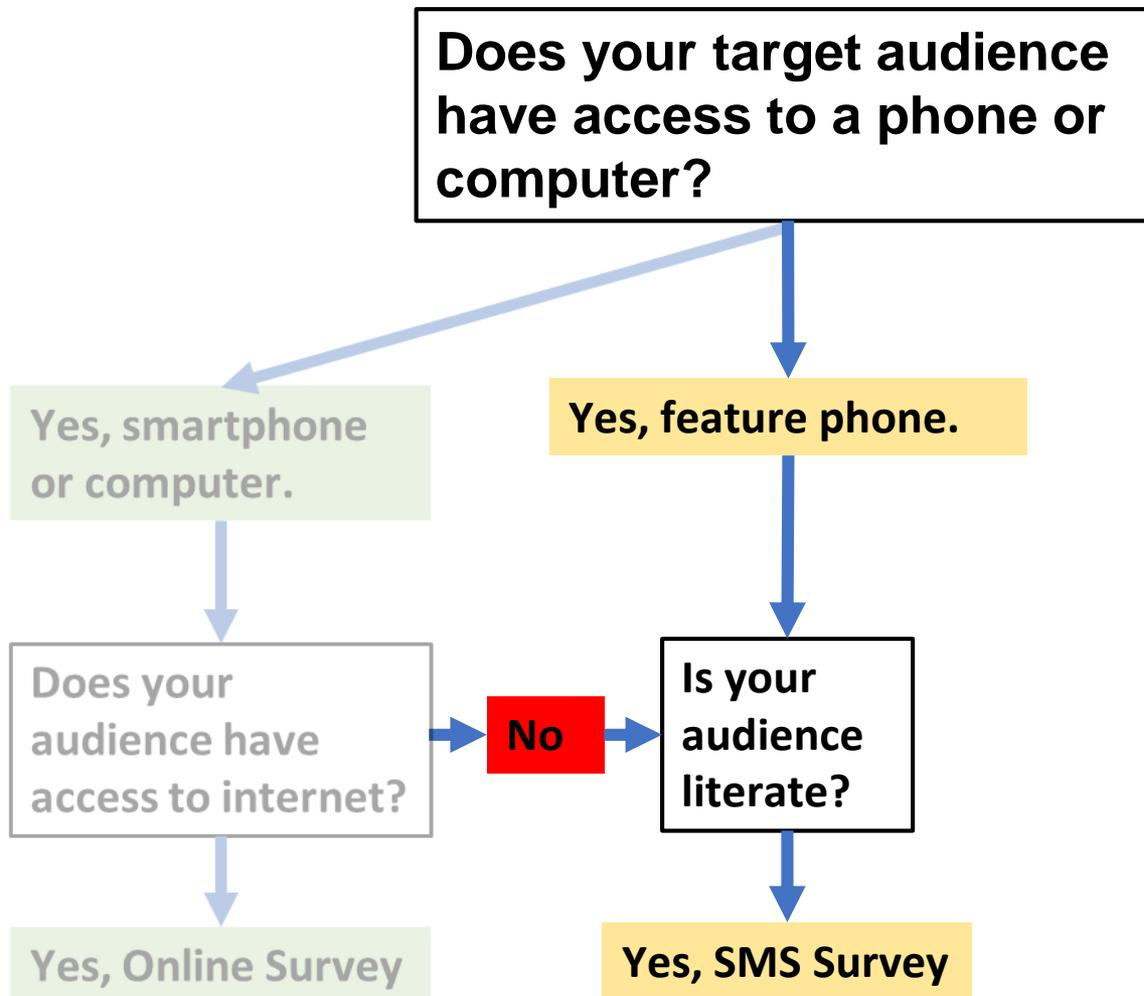 Does your target audience
have access to a phone or
computer?
Yes, smartphone
or computer.
Yes, feature phone.
Does your
audience have
access to internet?
No
Is your
audience
literate?
Yes, Online Survey
Yes, SMS Survey